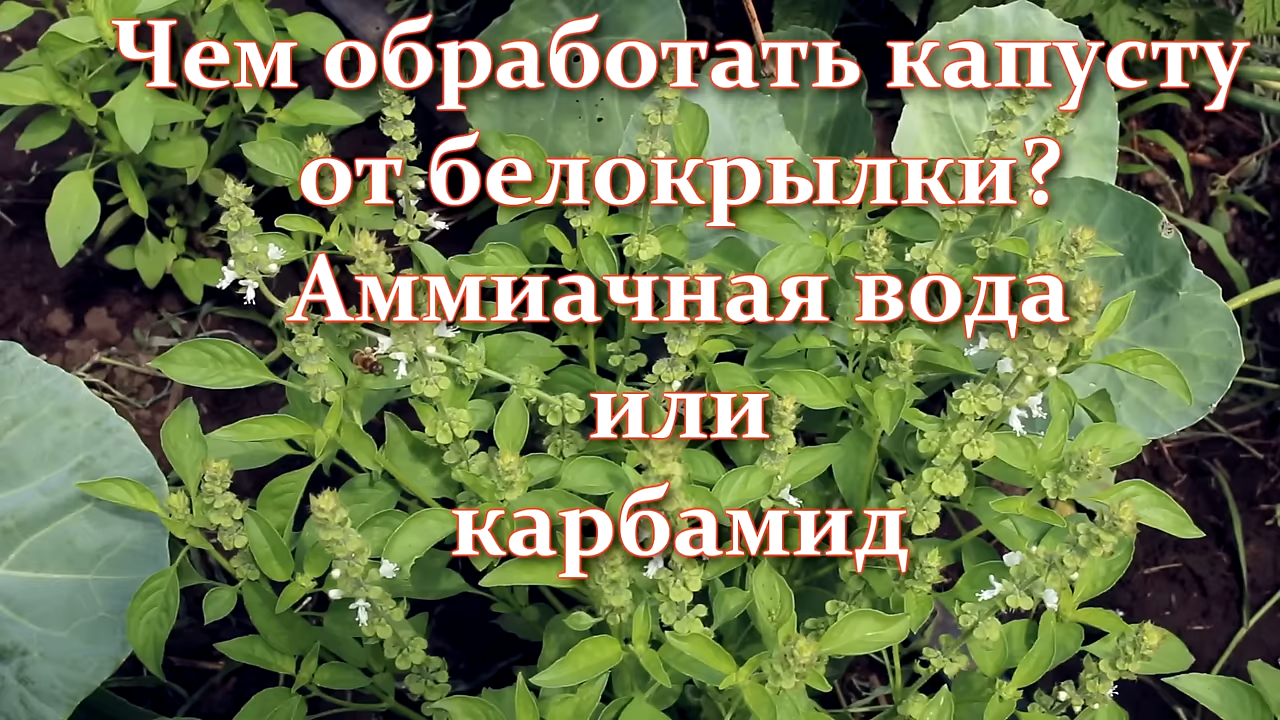 Чем обработать капусту
от белокрылки?
Аммиачная вода
или
карбамид